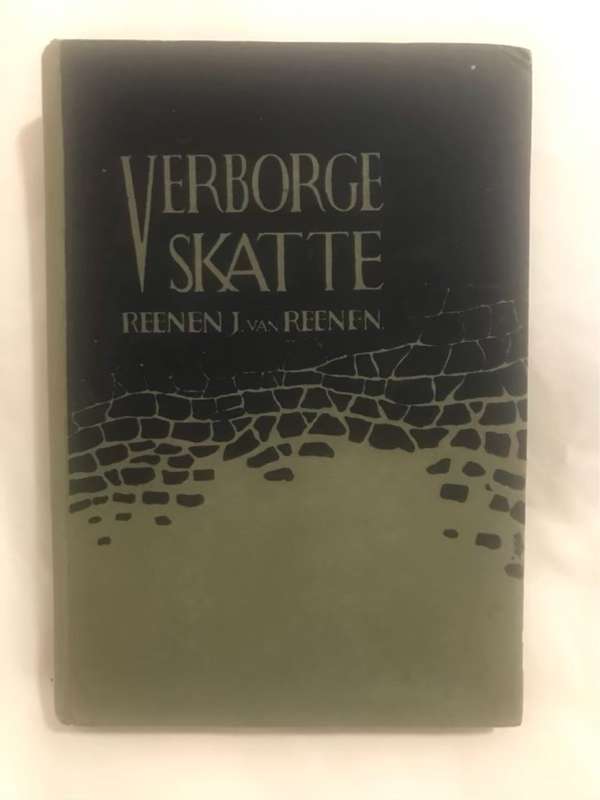 VERBORGE
SKATTE
REENEN J. VAN REENEN.